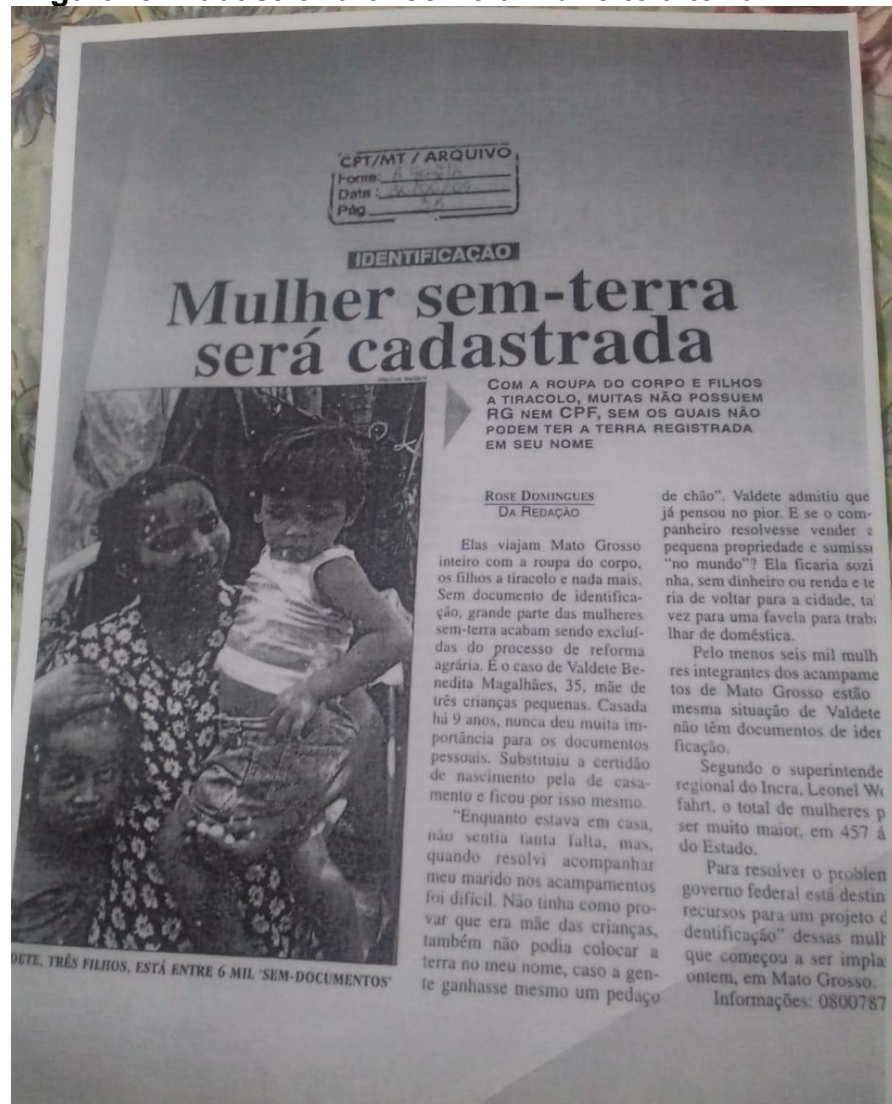 CPT/MT / ARQUIVO
Fonte:
Data:
Pág.
IDENTIFICAÇÃO
Mulher sem-terra
será cadastrada
COM A ROUPA DO CORPO E FILHOS
A TIRACOLO, MUITAS NÃO POSSUEM
RG NEM CPF, SEM OS QUAIS NÃO
PODEM TER A TERRA REGISTRADA
EM SEU NOME
ROSE DOMINGUES
DA REDAÇÃO
Elas viajam Mato Grosso
inteiro com a roupa do corpo,
os filhos a tiracolo e nada mais.
Sem documento de identifica-
ção, grande parte das mulheres
sem-terra acabam sendo excluí-
das do processo de reforma
agrária. É o caso de Valdete Be-
nedita Magalhães, 35, mãe de
três crianças pequenas. Casada
há 9 anos, nunca deu muita im-
portância para os documentos
pessoais. Substituiu a certidão
de nascimento pela de casa-
mento e ficou por isso mesmo.
"Enquanto estava em casa,
não sentia tanta falta, mas,
quando resolvi acompanhar
meu marido nos acampamentos
foi difícil. Não tinha como pro-
var que era mãe das crianças,
também não podia colocar a
terra no meu nome, caso a gen-
te ganhasse mesmo um pedaço
de chão". Valdete admitiu que
já pensou no pior. E se o com-
panheiro resolvesse vender a
pequena propriedade e sumisse
"no mundo"? Ela ficaria sozi
nha, sem dinheiro ou renda e te
ria de voltar para a cidade, tal
vez para uma favela para traba
lhar de doméstica.
Pelo menos seis mil mulh
res integrantes dos acampame
tos de Mato Grosso estão
mesma situação de Valdete
não têm documentos de iden
ficação.
Segundo o superintende
regional do Incra, Leonel W
fahrt, o total de mulheres p
ser muito maior, em 457 á
do Estado.
Para resolver o problem
governo federal está destin
recursos para um projeto d
dentificação" dessas mulh
que começou a ser impla
ontem, em Mato Grosso.
Informações: 0800787
DETE, TRÊS FILHOS, ESTÁ ENTRE 6 MIL 'SEM-DOCUMENTOS'